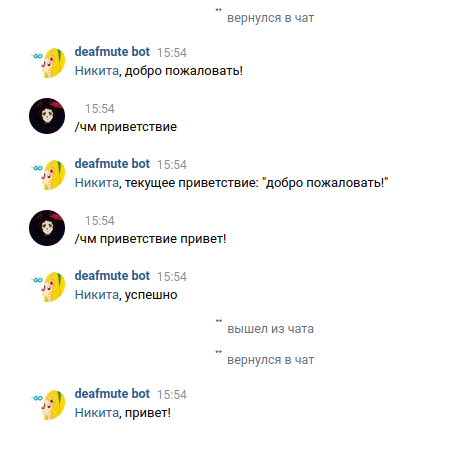 вернулся в чат
deafmute bot 15:54
Никита, добро пожаловать!
15:54
/чм приветствие
deafmute bot 15:54
Никита, текущее приветствие: "добро пожаловать!"
15:54
/чм приветствие привет!
deafmute bot 15:54
Никита, успешно
вышел из чата
вернулся в чат
deafmute bot 15:54
Никита, привет!